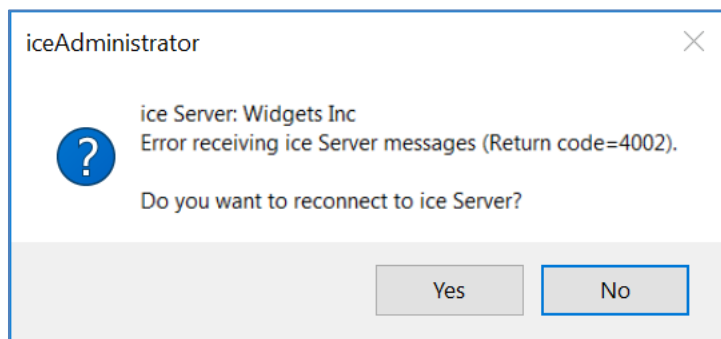 iceAdministrator
ice Server: Widgets Inc
Error receiving ice Server messages (Return code=4002).
Do you want to reconnect to ice Server?
Yes
No